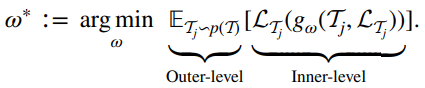 ω* := arg min_ω 𝔼_{𝒯_j∽p(𝒯)}[ℒ_{𝒯_j}(g_ω(𝒯_j, ℒ_{𝒯_j}))].
Outer-level Inner-level